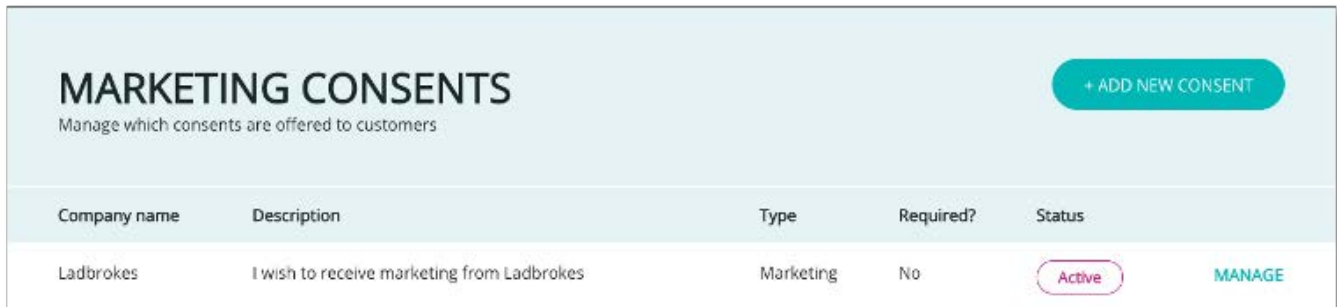 MARKETING CONSENTS
+ ADD NEW CONSENT
Manage which consents are offered to customers
Company name Description Type Required? Status
Ladbrokes I wish to receive marketing from Ladbrokes Marketing No Active MANAGE